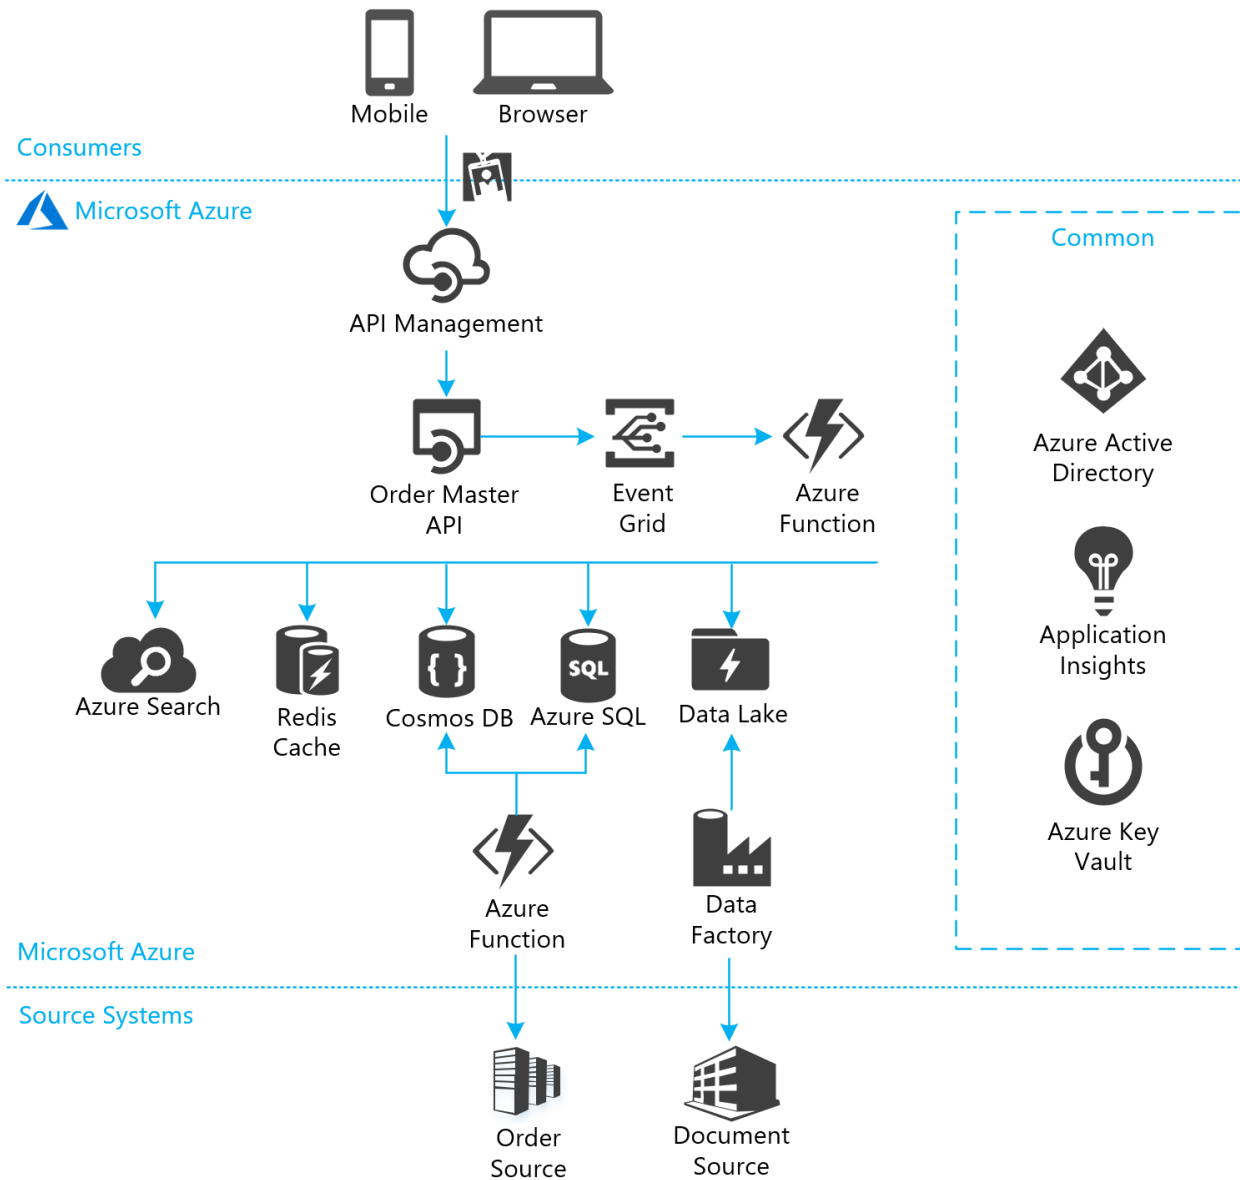 Mobile
Browser
Consumers
Microsoft Azure
Common
API Management
Azure Active
Directory
Order Master
API
Event
Grid
Azure
Function
Application
Insights
SQL
Azure Search
Redis
Cache
Cosmos DB
Azure SQL
Data Lake
Azure Key
Vault
Azure
Function
Data
Factory
Microsoft Azure
Source Systems
Order
Source
Document
Source